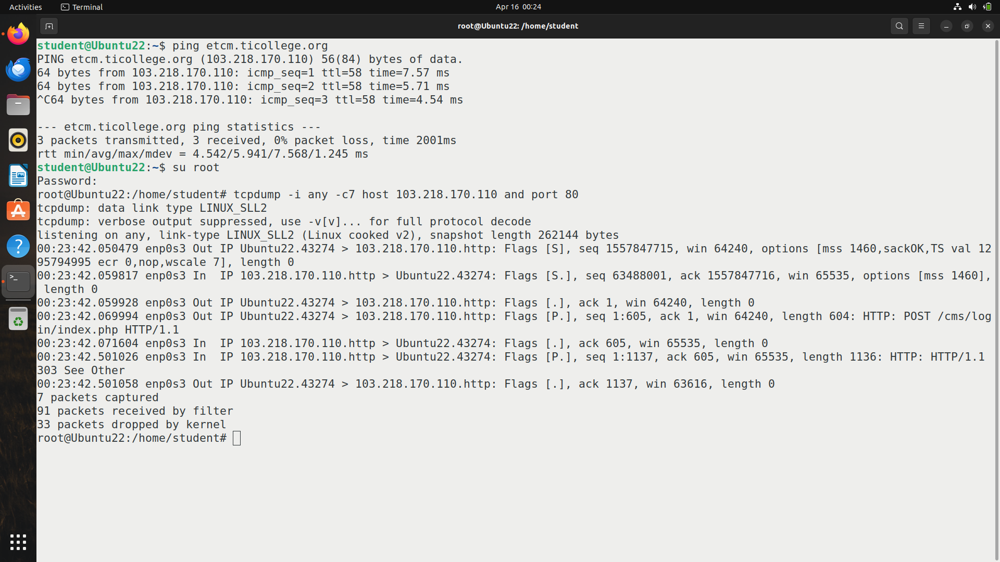 Activities
Terminal
Apr 16 00:24
root@Ubuntu22: /home/student
student@Ubuntu22:~$ ping etcm.ticollege.org
PING etcm.ticollege.org (103.218.170.110) 56(84) bytes of data.
64 bytes from 103.218.170.110: icmp_seq=1 ttl=58 time=7.57 ms
64 bytes from 103.218.170.110: icmp_seq=2 ttl=58 time=5.71 ms
^C64 bytes from 103.218.170.110: icmp_seq=3 ttl=58 time=4.54 ms
--- etcm.ticollege.org ping statistics ---
3 packets transmitted, 3 received, 0% packet loss, time 2001ms
rtt min/avg/max/mdev = 4.542/5.941/7.568/1.245 ms
student@Ubuntu22:~$ su root
Password:
root@Ubuntu22:/home/student# tcpdump -i any -c7 host 103.218.170.110 and port 80
tcpdump: data link type LINUX_SLL2
tcpdump: verbose output suppressed, use -v[v]... for full protocol decode
listening on any, link-type LINUX_SLL2 (Linux cooked v2), snapshot length 262144 bytes
00:23:42.050479 enp0s3 Out IP Ubuntu22.43274 > 103.218.170.110.http: Flags [S], seq 1557847715, win 64240, options [mss 1460,sackOK,TS val 12
95794995 ecr 0,nop,wscale 7], length 0
00:23:42.059817 enp0s3 In  IP 103.218.170.110.http > Ubuntu22.43274: Flags [S.], seq 63488001, ack 1557847716, win 65535, options [mss 1460],
 length 0
00:23:42.059928 enp0s3 Out IP Ubuntu22.43274 > 103.218.170.110.http: Flags [.], ack 1, win 64240, length 0
00:23:42.069994 enp0s3 Out IP Ubuntu22.43274 > 103.218.170.110.http: Flags [P.], seq 1:605, ack 1, win 64240, length 604: HTTP: POST /cms/log
in/index.php HTTP/1.1
00:23:42.071604 enp0s3 In  IP 103.218.170.110.http > Ubuntu22.43274: Flags [.], ack 605, win 65535, length 0
00:23:42.501026 enp0s3 In  IP 103.218.170.110.http > Ubuntu22.43274: Flags [P.], seq 1:1137, ack 605, win 65535, length 1136: HTTP: HTTP/1.1
303 See Other
00:23:42.501058 enp0s3 Out IP Ubuntu22.43274 > 103.218.170.110.http: Flags [.], ack 1137, win 63616, length 0
7 packets captured
91 packets received by filter
33 packets dropped by kernel
root@Ubuntu22:/home/student#